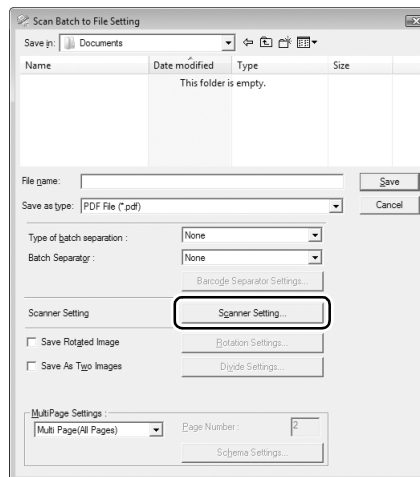 Scan Batch to File Setting
Save in: Documents
Name Date modified Type Size
This folder is empty.
File name: Save
Save as type: PDF File (*.pdf) Cancel
Type of batch separation : None
Batch Separator : None
Barcode Separator Settings...
Scanner Setting Scanner Setting...
Save Rotated Image Rotation Settings...
Save As Two Images Divide Settings...
MultiPage Settings :
Multi Page(All Pages) Page Number : 2
Schema Settings...